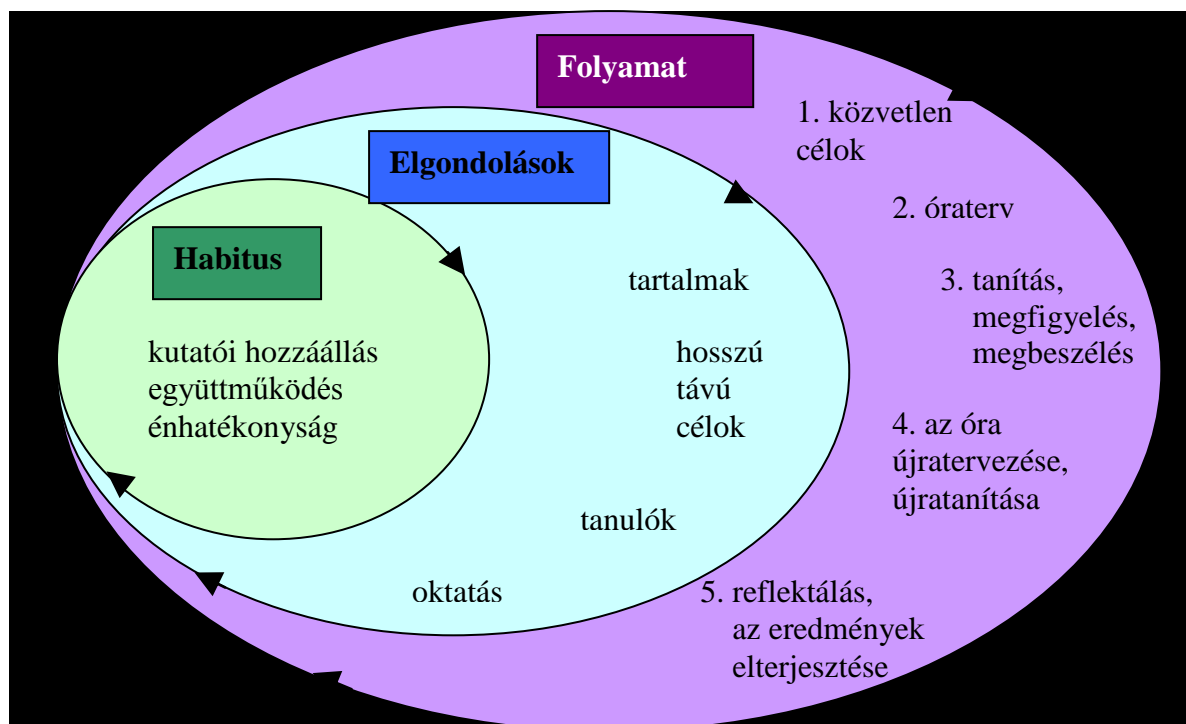 Folyamat
1. közvetlen
célok
2. óraterv
3. tanítás,
megfigyelés,
megbeszélés
4. az óra
újratervezése,
újratanítása
5. reflektálás,
az eredmények
elterjesztése
Elgondolások
tartalmak
hosszú
távú
célok
tanulók
oktatás
Habitus
kutatói hozzáállás
együttműködés
énhatékonyság